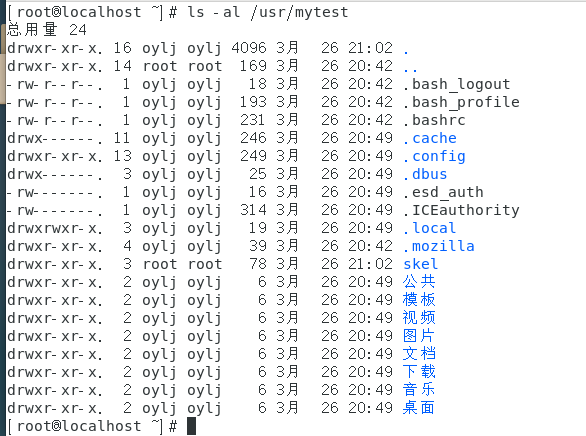 [root@localhost ~]# ls -al /usr/mytest
总用量 24
drwxr-xr-x. 16 oylj oylj 4096 3月  26 21:02 .
drwxr-xr-x. 14 root root  169 3月  26 20:42 ..
-rw-r--r--.  1 oylj oylj   18 3月  26 20:42 .bash_logout
-rw-r--r--.  1 oylj oylj  193 3月  26 20:42 .bash_profile
-rw-r--r--.  1 oylj oylj  231 3月  26 20:42 .bashrc
drwx------. 11 oylj oylj  246 3月  26 20:49 .cache
drwxr-xr-x. 13 oylj oylj  249 3月  26 20:49 .config
drwx------.  3 oylj oylj   25 3月  26 20:49 .dbus
-rw-------.  1 oylj oylj   16 3月  26 20:49 .esd_auth
-rw-------.  1 oylj oylj  314 3月  26 20:49 .ICEauthority
drwxrwxr-x.  3 oylj oylj   19 3月  26 20:49 .local
drwxr-xr-x.  4 oylj oylj   39 3月  26 20:42 .mozilla
drwxr-xr-x.  3 root root   78 3月  26 21:02 skel
drwxr-xr-x.  2 oylj oylj    6 3月  26 20:49 公共
drwxr-xr-x.  2 oylj oylj    6 3月  26 20:49 模板
drwxr-xr-x.  2 oylj oylj    6 3月  26 20:49 视频
drwxr-xr-x.  2 oylj oylj    6 3月  26 20:49 图片
drwxr-xr-x.  2 oylj oylj    6 3月  26 20:49 文档
drwxr-xr-x.  2 oylj oylj    6 3月  26 20:49 下载
drwxr-xr-x.  2 oylj oylj    6 3月  26 20:49 音乐
drwxr-xr-x.  2 oylj oylj    6 3月  26 20:49 桌面
[root@localhost ~]#